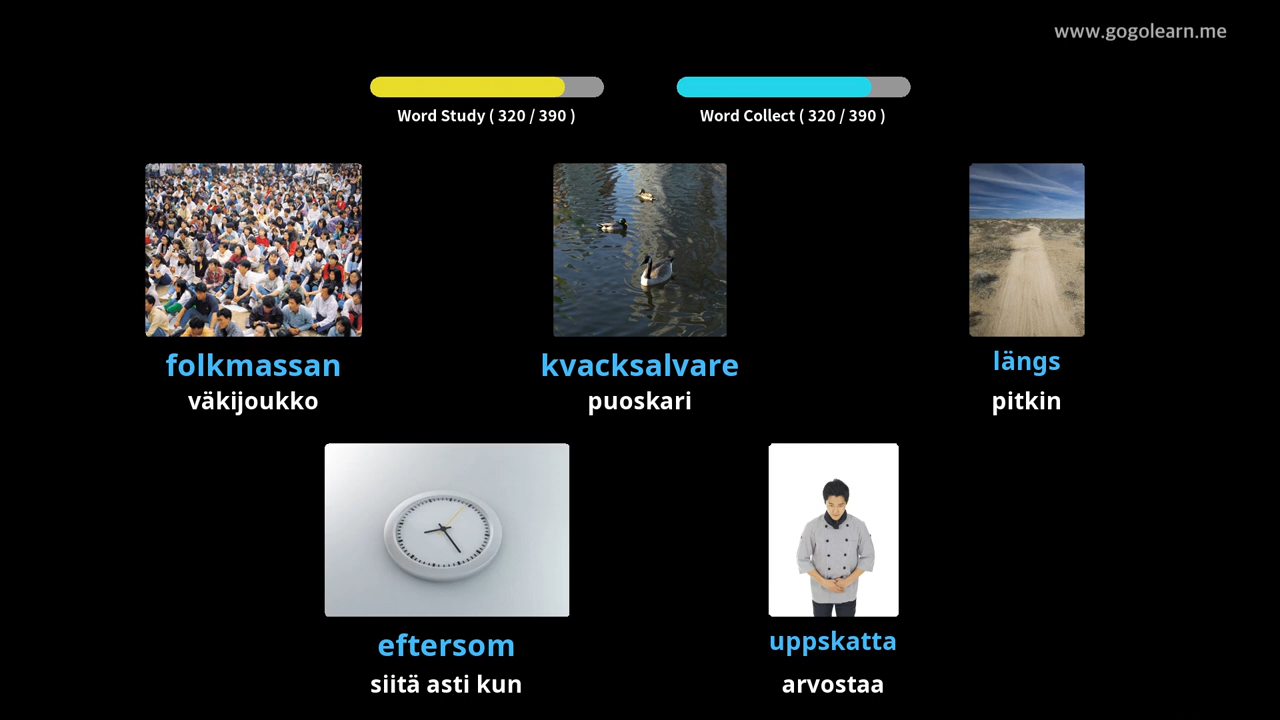 www.gogolearn.me
Word Study ( 320 / 390 )
Word Collect ( 320 / 390 )
folkmassan
väkijoukko
kvacksalvare
puoskari
längs
pitkin
eftersom
siitä asti kun
uppskatta
arvostaa